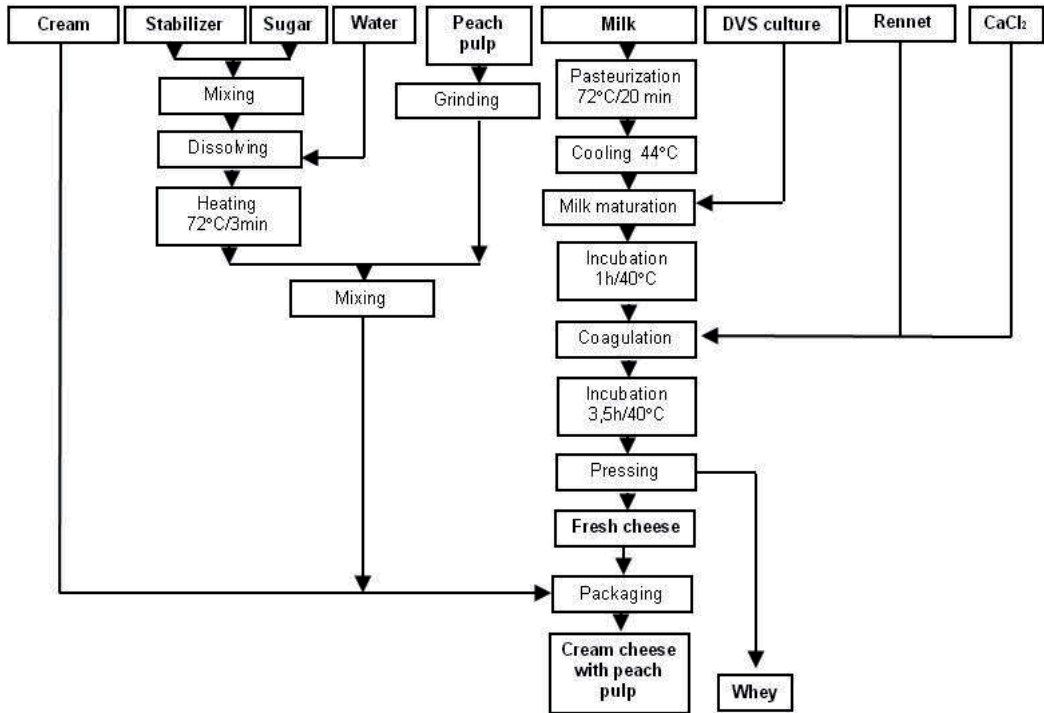 Cream
Stabilizer
Sugar
Water
Peach
pulp
Milk
DVS culture
Rennet
CaCl₂
Mixing
Grinding
Pasteurization
72°C/20 min
Dissolving
Cooling 44°C
Heating
72°C/3min
Milk maturation
Incubation
1h/40°C
Mixing
Coagulation
Incubation
3,5h/40°C
Pressing
Fresh cheese
Packaging
Cream cheese
with peach
pulp
Whey